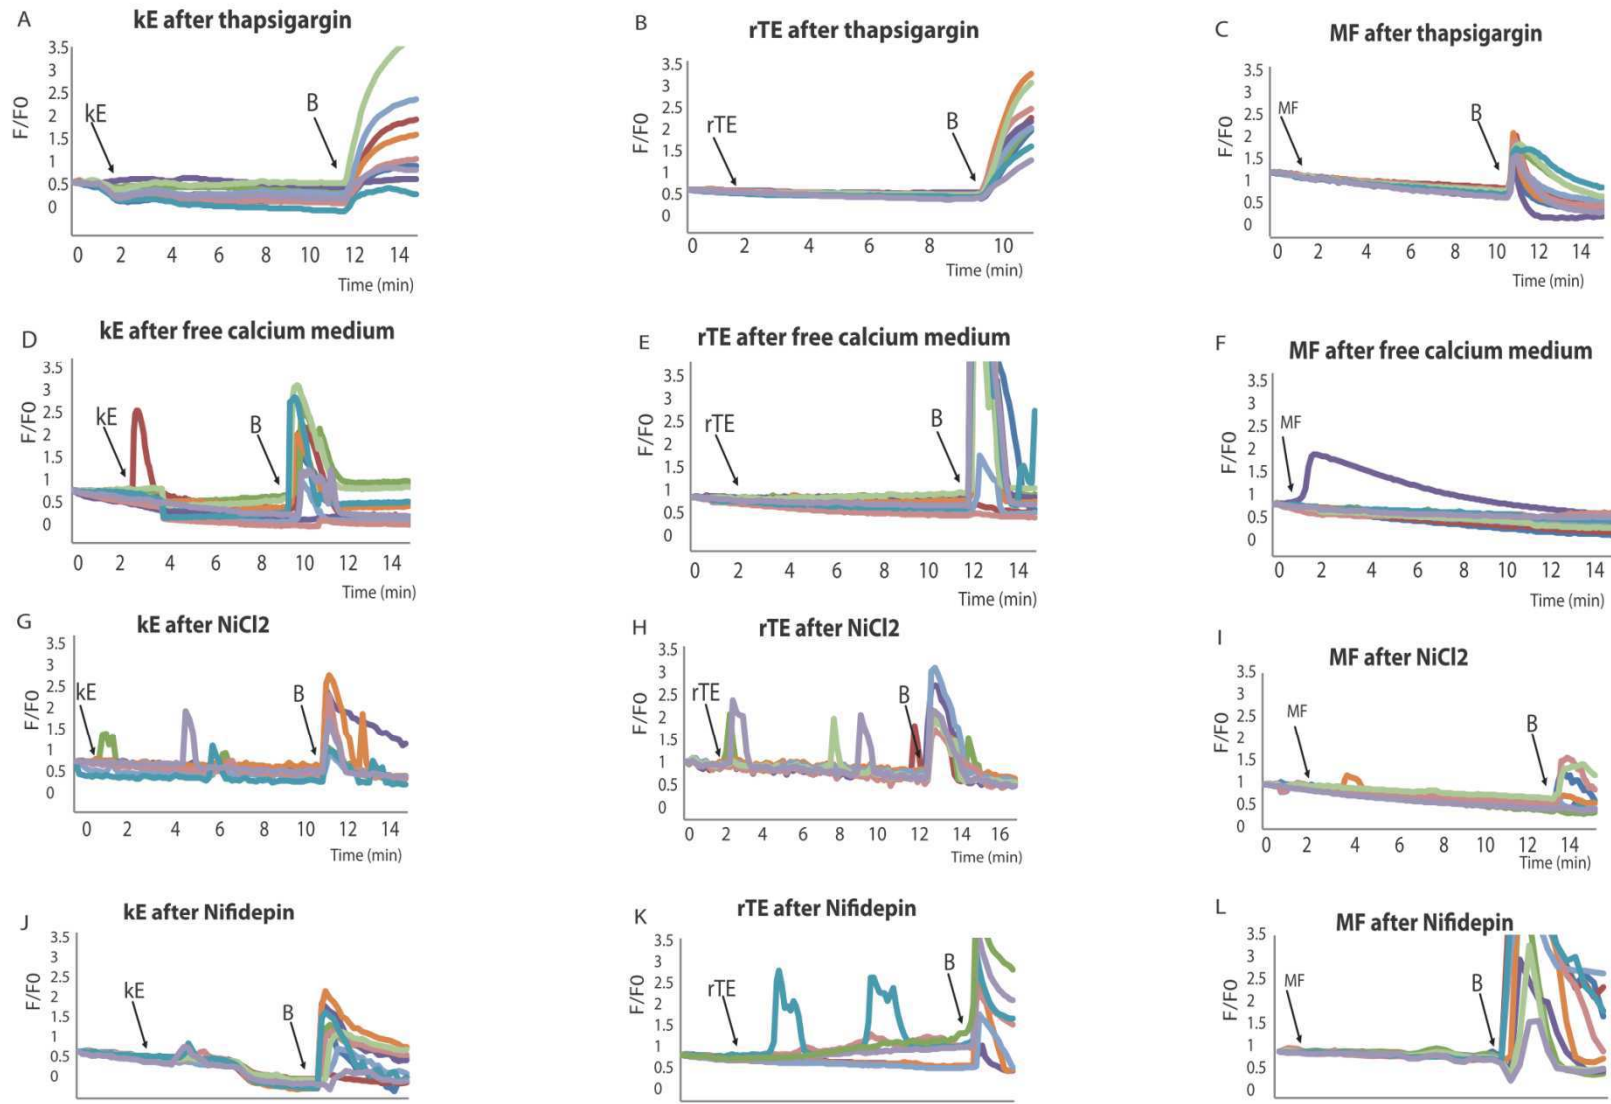 A
kE after thapsigargin
3.5
3
2.5
2
1.5
1
0.5
0
F/F0
kE
B
0 2 4 6 8 10 12 14
Time (min)
B
rTE after thapsigargin
3.5
3
2.5
2
1.5
1
0.5
0
F/F0
rTE
B
0 2 4 6 8 10
Time (min)
C
MF after thapsigargin
3.5
3
2.5
2
1.5
1
0.5
0
F/F0
MF
B
0 2 4 6 8 10 12 14
Time (min)
D
kE after free calcium medium
3.5
3
2.5
2
1.5
1
0.5
0
F/F0
kE
B
0 2 4 6 8 10 12 14
Time (min)
E
rTE after free calcium medium
3.5
3
2.5
2
1.5
1
0.5
0
F/F0
rTE
B
0 2 4 6 8 10 12 14
Time (min)
F
MF after free calcium medium
3.5
3
2.5
2
1.5
1
0.5
0
F/F0
MF
0 2 4 6 8 10 12 14
Time (min)
G
kE after NiCl2
3.5
3
2.5
2
1.5
1
0.5
0
F/F0
kE
B
0 2 4 6 8 10 12 14
Time (min)
H
rTE after NiCl2
3.5
3
2.5
2
1.5
1
0.5
0
F/F0
rTE
B
0 2 4 6 8 10 12 14 16
Time (min)
I
MF after NiCl2
3.5
3
2.5
2
1.5
1
0.5
0
F/F0
MF
B
0 2 4 6 8 10 12 14
Time (min)
J
kE after Nifidepin
3.5
3
2.5
2
1.5
1
0.5
0
F/F0
kE
B
K
rTE after Nifidepin
3.5
3
2.5
2
1.5
1
0.5
0
F/F0
rTE
B
L
MF after Nifidepin
3.5
3
2.5
2
1.5
1
0.5
0
F/F0
MF
B